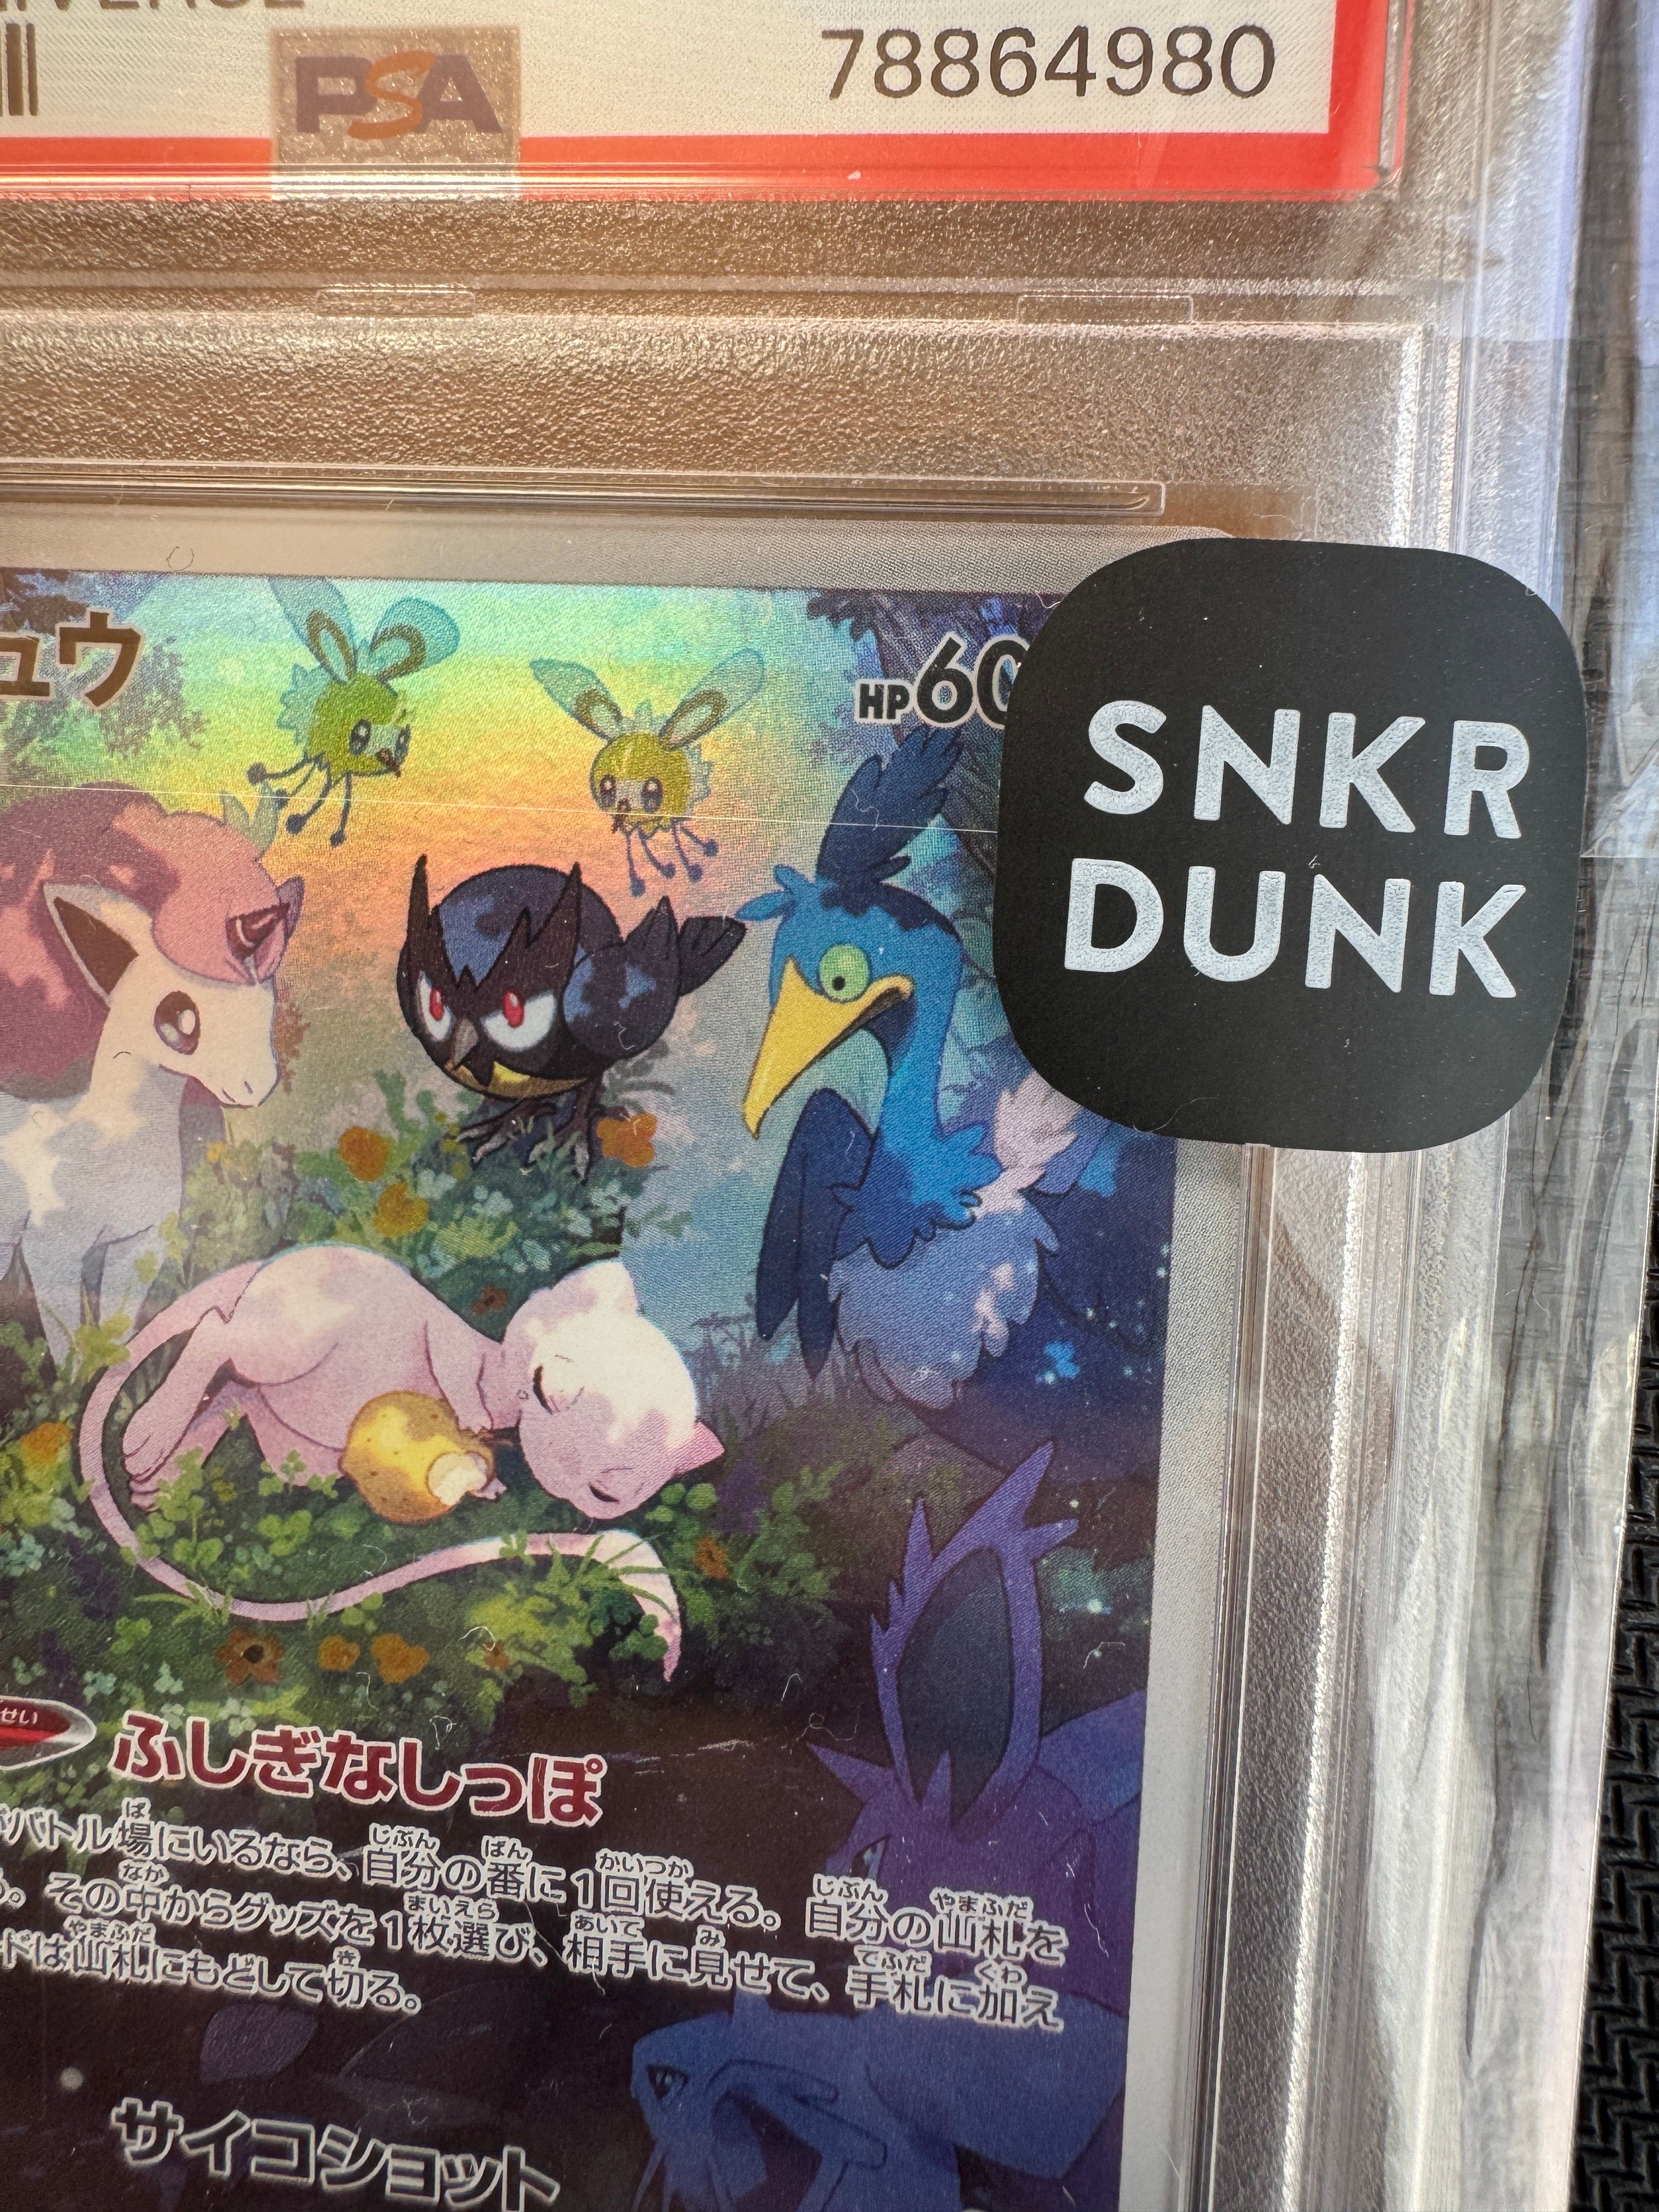 IVERSE
PSA
78864980
ュウ
HP60
SNKR
DUNK
せい
ふしぎなしっぽ
バトル場にいるなら、自分の番に1回使える。自分の山札を
。その中からグッズを1枚選び、相手に見せて、手札に加え
ドは山札にもどして切る。
サイコショット